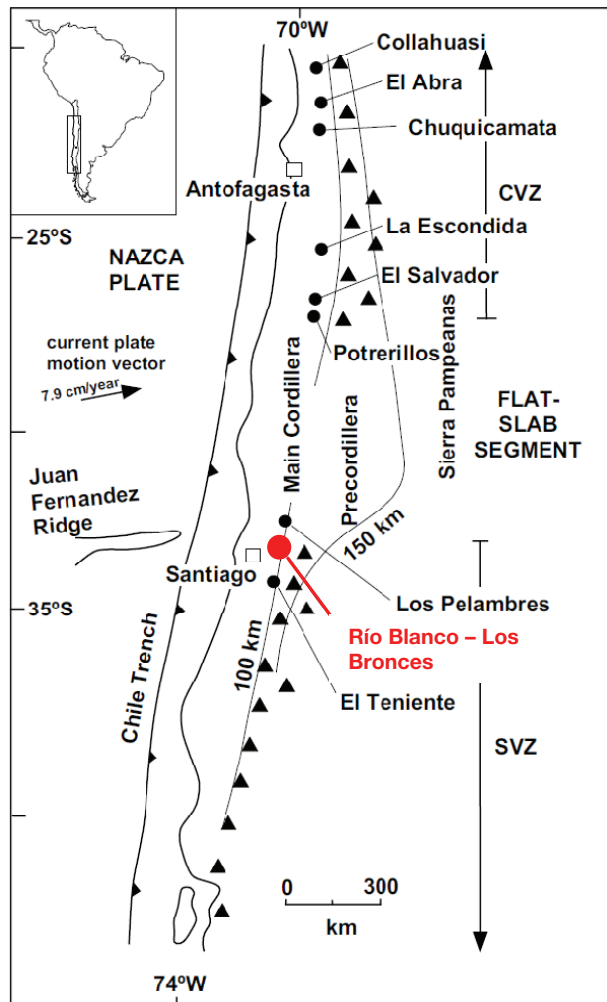 70ºW
Collahuasi
El Abra
Chuquicamata
Antofagasta
CVZ
La Escondida
25ºS
NAZCA
PLATE
El Salvador
current plate
motion vector
7.9 cm/year
Potrerillos
Main Cordillera
Precordillera
Sierra Pampeanas
FLAT-
SLAB
SEGMENT
Juan
Fernandez
Ridge
150 km
Santiago
Los Pelambres
35ºS
Río Blanco – Los
Bronces
100 km
El Teniente
Chile Trench
SVZ
0 300
km
74ºW